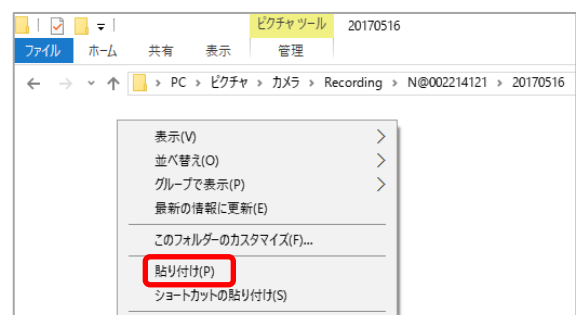 ピクチャ ツール 20170516
ファイル ホーム 共有 表示 管理
PC › ピクチャ › カメラ › Recording › N@002214121 › 20170516
表示(V)
並べ替え(O)
グループで表示(P)
最新の情報に更新(E)
このフォルダーのカスタマイズ(F)...
貼り付け(P)
ショートカットの貼り付け(S)